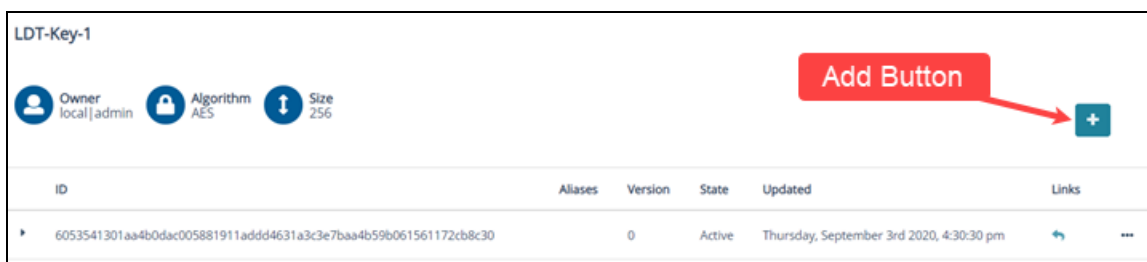 LDT-Key-1
Add Button
Owner
local|admin
Algorithm
AES
Size
256
+
ID Aliases Version State Updated Links
6053541301aa4b0dac005881911addd4631a3c3e7baa4b59b061561172cb8c30 0 Active Thursday, September 3rd 2020, 4:30:30 pm